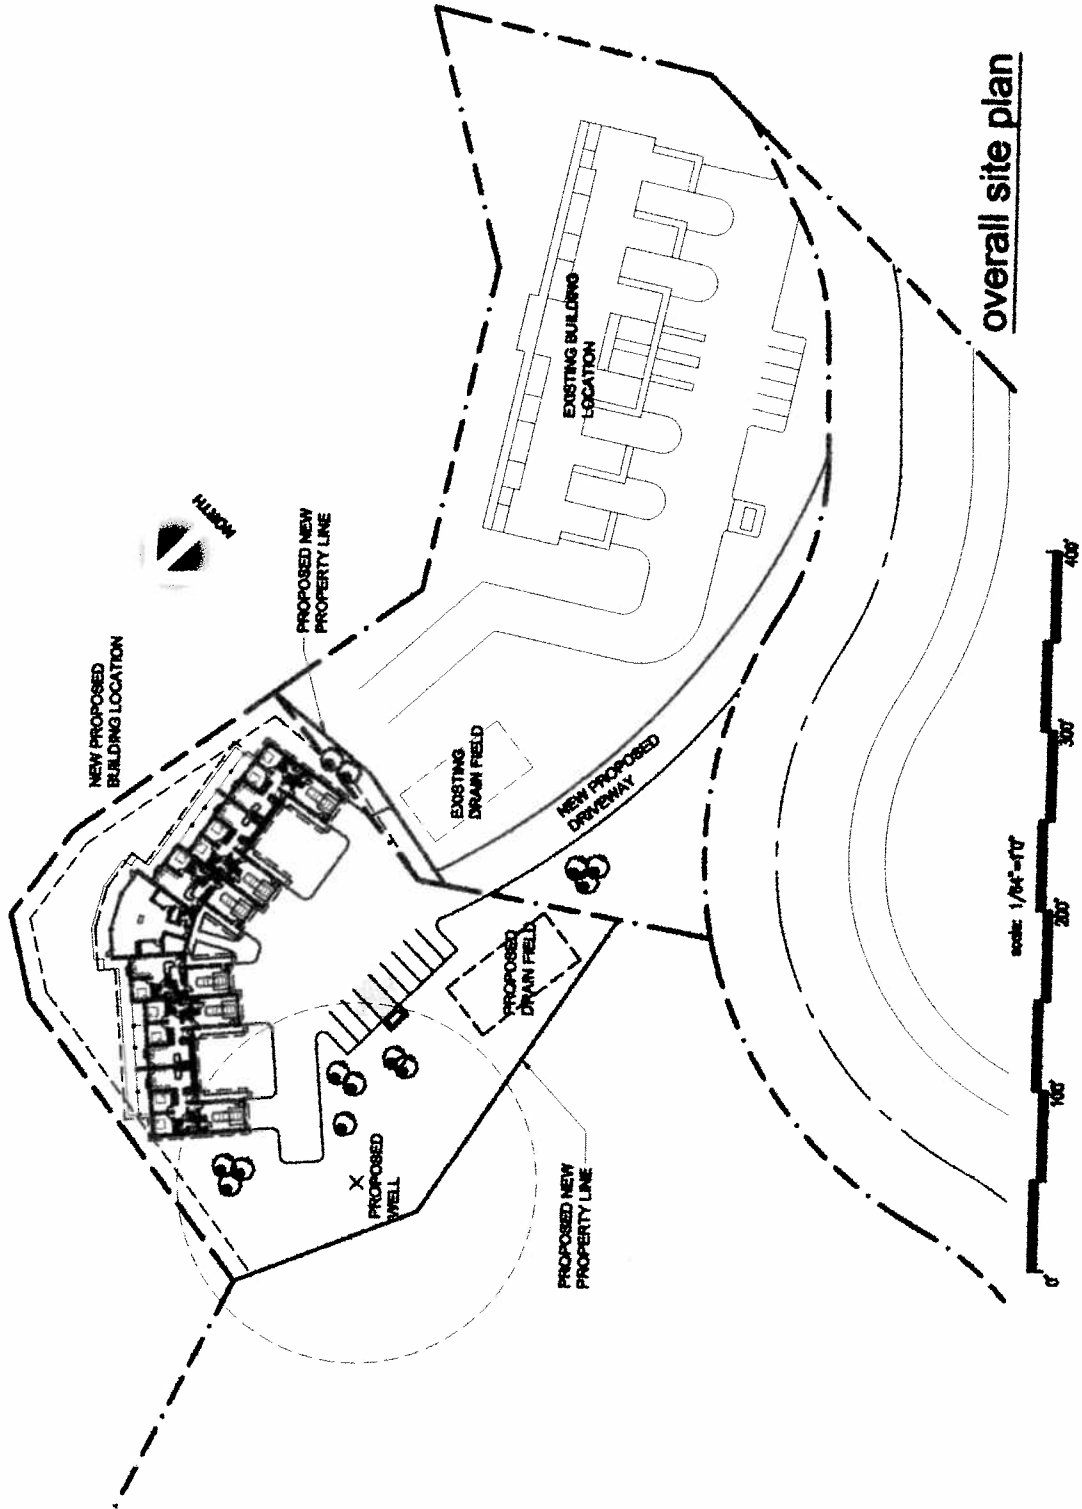 NEW PROPOSED
BUILDING LOCATION
NORTH
PROPOSED NEW
PROPERTY LINE
EXISTING BUILDING
LOCATION
EXISTING
DRAIN FIELD
NEW PROPOSED
DRIVEWAY
PROPOSED
DRAIN FIELD
PROPOSED
WELL
PROPOSED NEW
PROPERTY LINE
overall site plan
scale: 1/64"=1'0"
0'
100'
200'
300'
400'